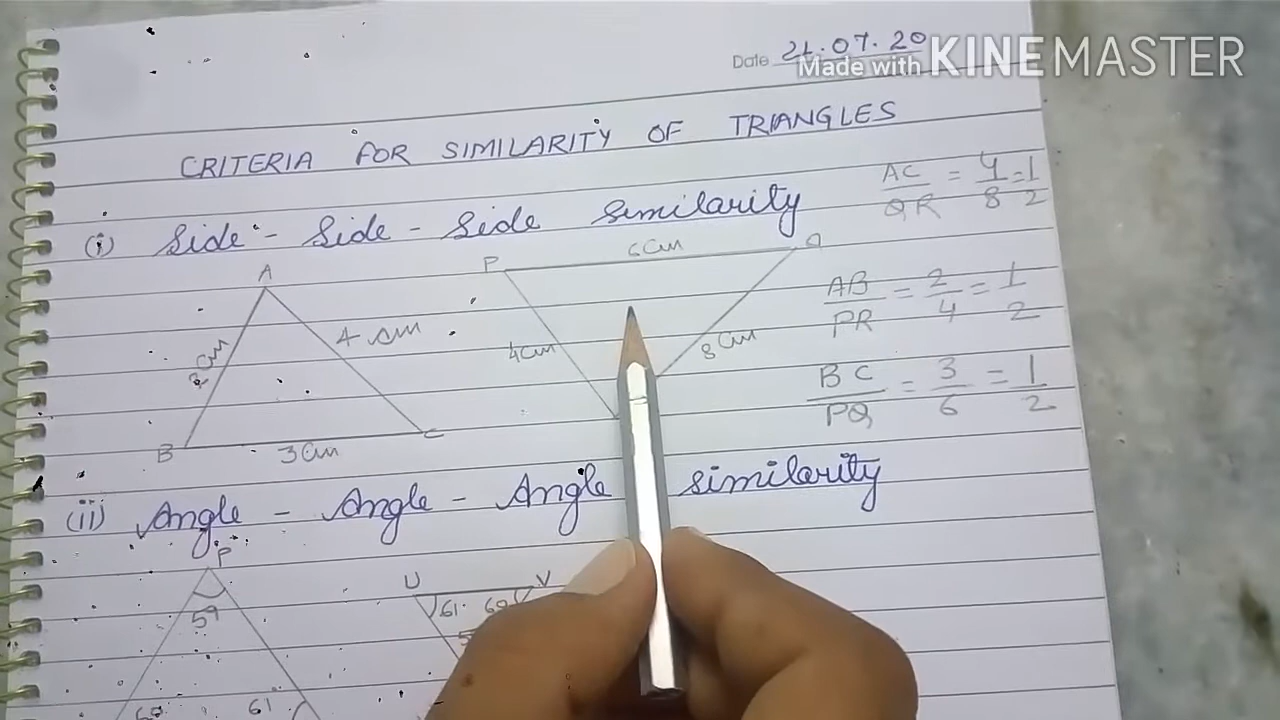 Date 21.07.20
Made with KINEMASTER
CRITERIA FOR SIMILARITY OF TRIANGLES
(i) Side - Side - Side similarity
AC/QR = 4/8 = 1/2
A
P
6cm
Q
2cm
4 cm
4cm
8cm
AB/PR = 2/4 = 1/2
B
3cm
C
BC/PQ = 3/6 = 1/2
(ii) Angle - Angle - Angle similarity
P
59
61
U
V
61